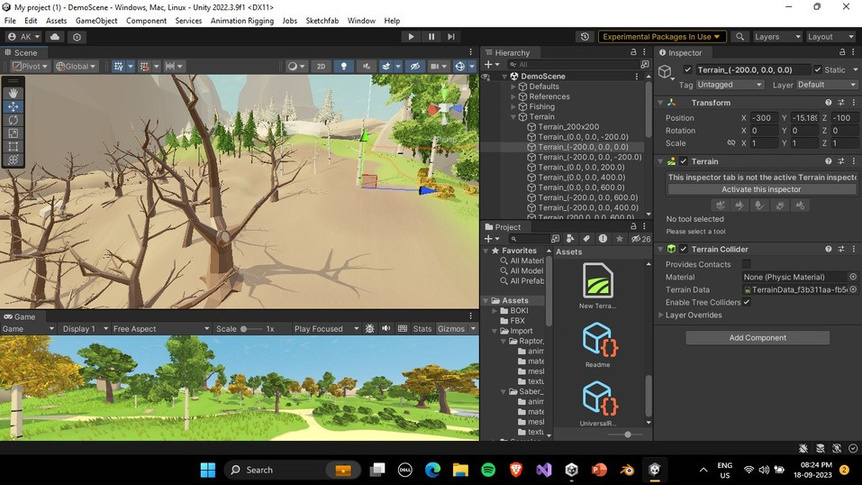 My project (1) - DemoScene - Windows, Mac, Linux - Unity 2022.3.9f1 <DX11>
File Edit Assets GameObject Component Services Animation Rigging Jobs Sketchfab Window Help
AK
Experimental Packages In Use
Layers
Layout
Scene
Pivot
Global
2D
Persp
Game
Game
Display 1
Free Aspect
Scale
1x
Play Focused
Stats
Gizmos
Hierarchy
All
DemoScene
Defaults
References
Fishing
Terrain
Terrain_200x200
Terrain_(0.0, 0.0, -200.0)
Terrain_(-200.0, 0.0, 0.0)
Terrain_(-200.0, 0.0, -200.0)
Terrain_(0.0, 0.0, 200.0)
Terrain_(0.0, 0.0, 400.0)
Terrain_(0.0, 0.0, 600.0)
Terrain_(-200.0, 0.0, 600.0)
Terrain_(-200.0, 0.0, 400.0)
Project
26
Favorites
All Materi
All Model
All Prefab
Assets
BOKI
FBX
Import
Raptor_
anim
mate
mesh
textu
Saber_
anim
mate
mesh
textu
Assets
New Terra...
Readme
UniversalR...
Inspector
Terrain_(-200.0, 0.0, 0.0)
Static
Tag Untagged
Layer Default
Transform
Position X -300 Y -15.189 Z -100
Rotation X 0 Y 0 Z 0
Scale X 1 Y 1 Z 1
Terrain
This inspector tab is not the active Terrain inspecto
Activate this inspector
No tool selected
Please select a tool
Terrain Collider
Provides Contacts
Material None (Physic Material)
Terrain Data TerrainData_f3b311aa-fb5
Enable Tree Colliders
Layer Overrides
Add Component
Search
DELL
ENG
US
08:24 PM
18-09-2023
2